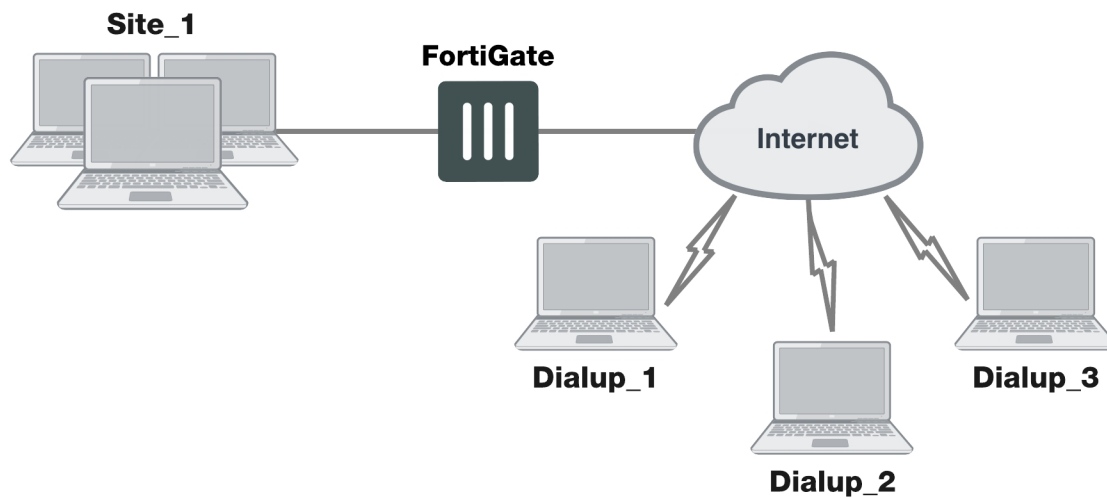 Site_1
FortiGate
Internet
Dialup_1
Dialup_2
Dialup_3